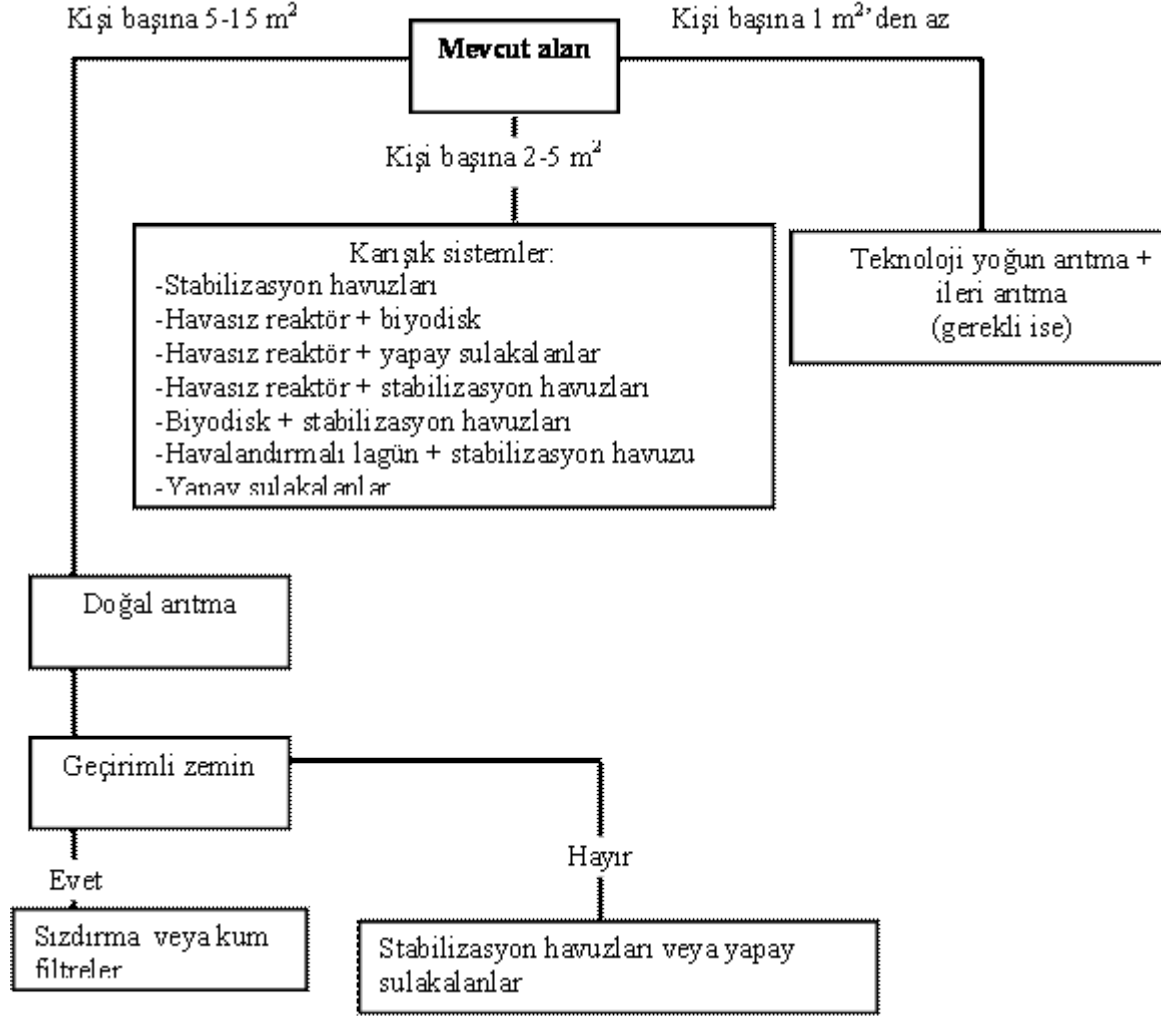 Kişi başına 5-15 m²
Kişi başına 1 m²'den az
Mevcut alan
Kişi başına 2-5 m²
Karışık sistemler:
-Stabilizasyon havuzları
-Havasız reaktör + biyodisk
-Havasız reaktör + yapay sulakalanlar
-Havasız reaktör + stabilizasyon havuzları
-Biyodisk + stabilizasyon havuzları
-Havalandırmalı lagün + stabilizasyon havuzu
-Yapay sulakalanlar
Teknoloji yoğun arıtma +
ileri arıtma
(gerekli ise)
Doğal arıtma
Geçirimli zemin
Evet
Hayır
Sızdırma veya kum
filtreler
Stabilizasyon havuzları veya yapay
sulakalanlar